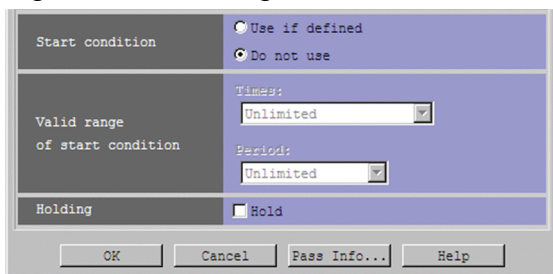 Start condition
Use if defined
Do not use
Valid range
of start condition
Times:
Unlimited
Period:
Unlimited
Holding
Hold
OK
Cancel
Pass Info...
Help